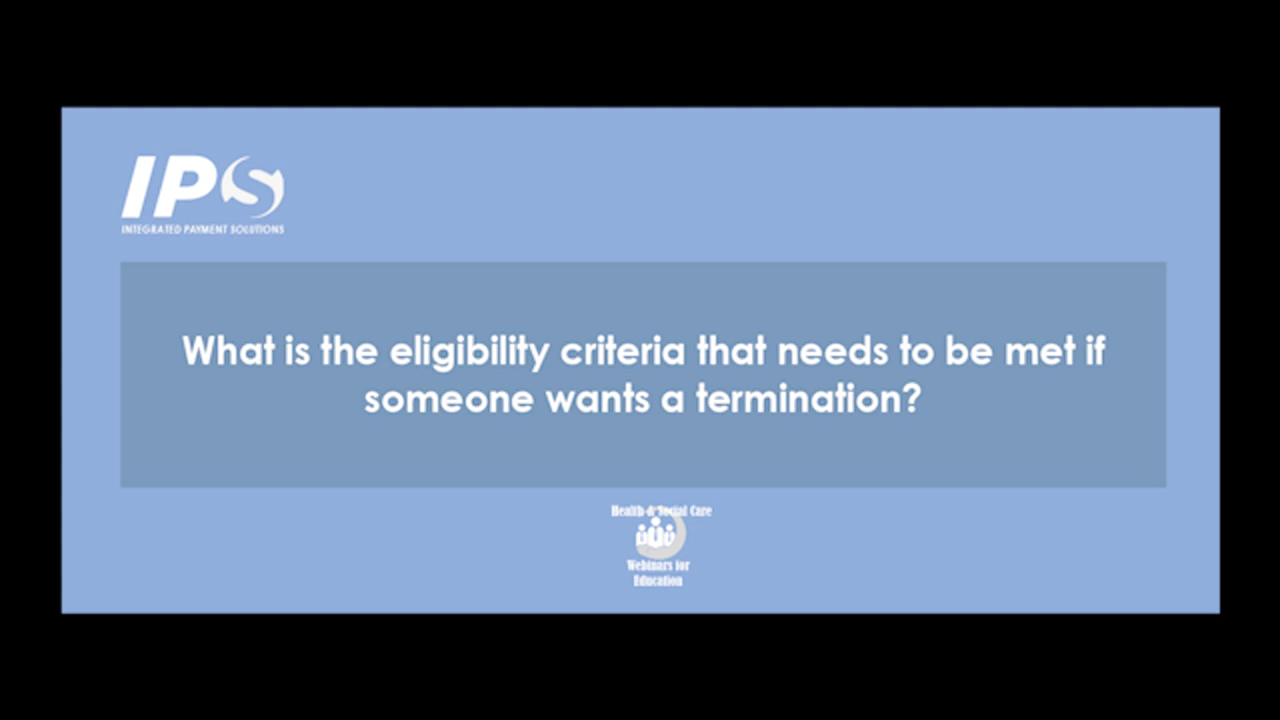 IPS
INTEGRATED PAYMENT SOLUTIONS
What is the eligibility criteria that needs to be met if
someone wants a termination?
Health & Social Care
Webinars for
Education